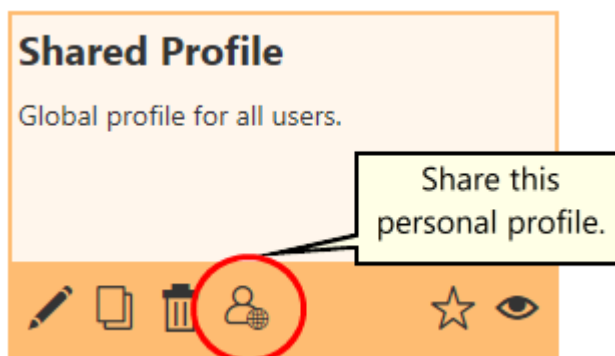 Shared Profile
Global profile for all users.
Share this
personal profile.